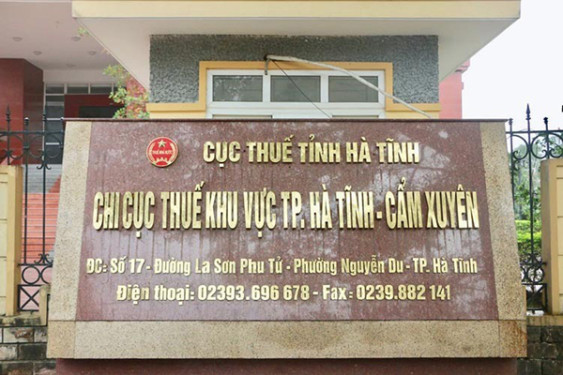 CỤC THUẾ TỈNH HÀ TĨNH
CHI CỤC THUẾ KHU VỰC TP. HÀ TĨNH - CẨM XUYÊN
ĐC: Số 17 - Đường La Sơn Phu Tử - Phường Nguyễn Du - TP. Hà Tĩnh
Điện thoại: 02393.696 678 - Fax: 0239.882 141